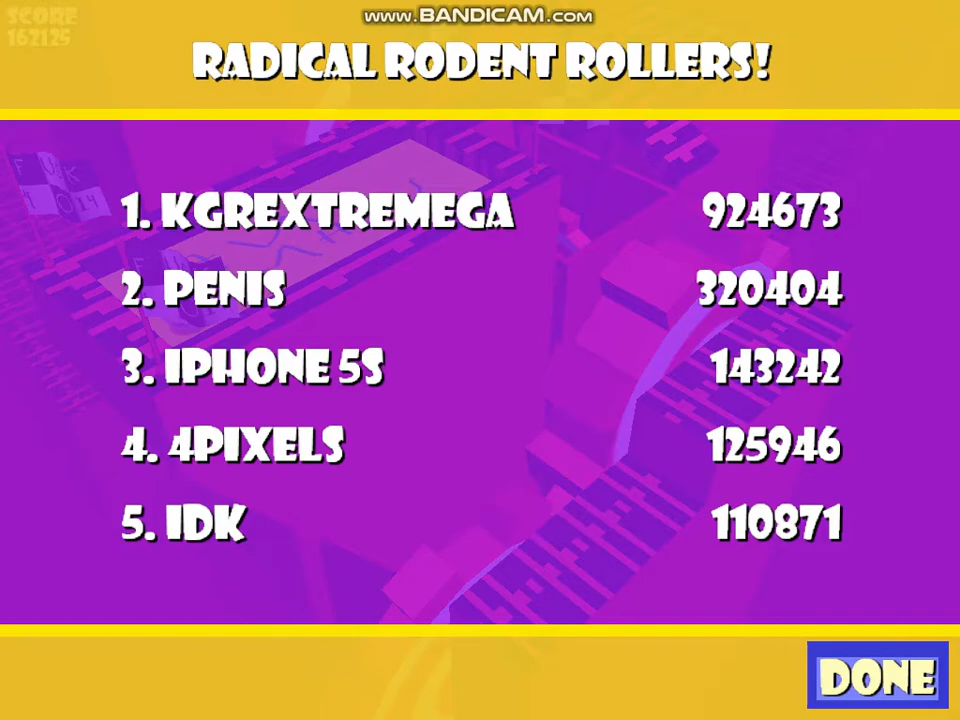 SCORE
162125
www.BANDICAM.com
RADICAL RODENT ROLLERS!
1. KGREXTREMEGA 924673
2. PENIS 320404
3. IPHONE 5S 143242
4. 4PIXELS 125946
5. IDK 110871
DONE